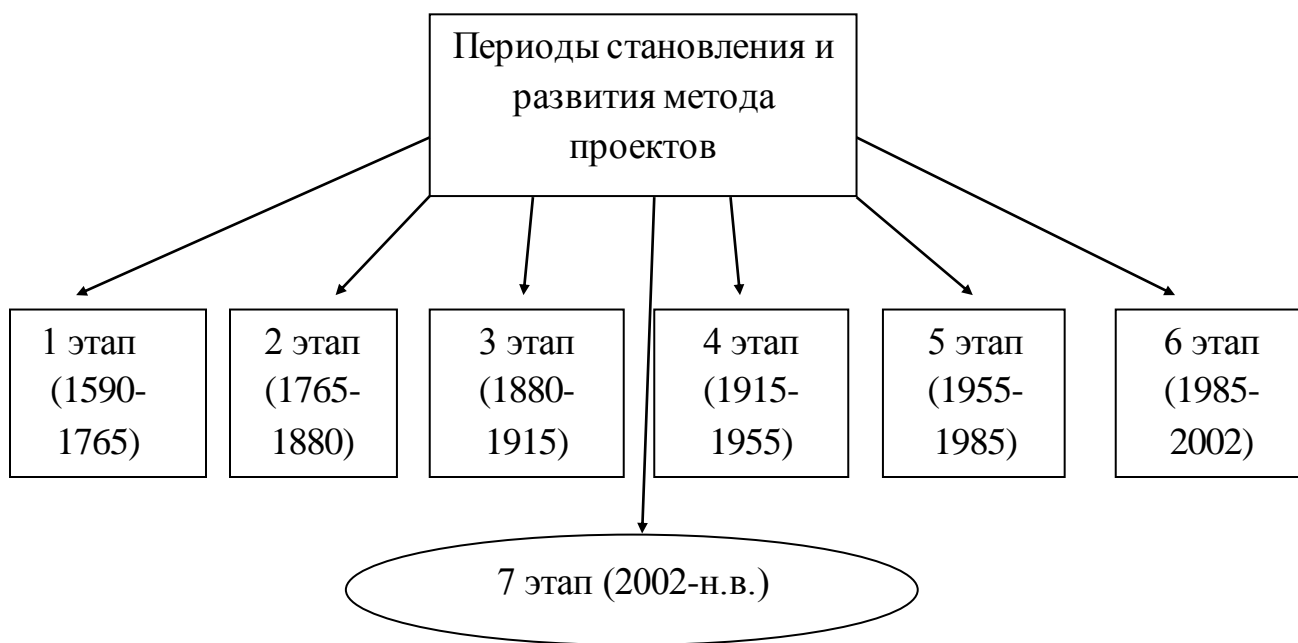 Периоды становления и
развития метода
проектов
1 этап
(1590-
1765)
2 этап
(1765-
1880)
3 этап
(1880-
1915)
4 этап
(1915-
1955)
5 этап
(1955-
1985)
6 этап
(1985-
2002)
7 этап (2002-н.в.)